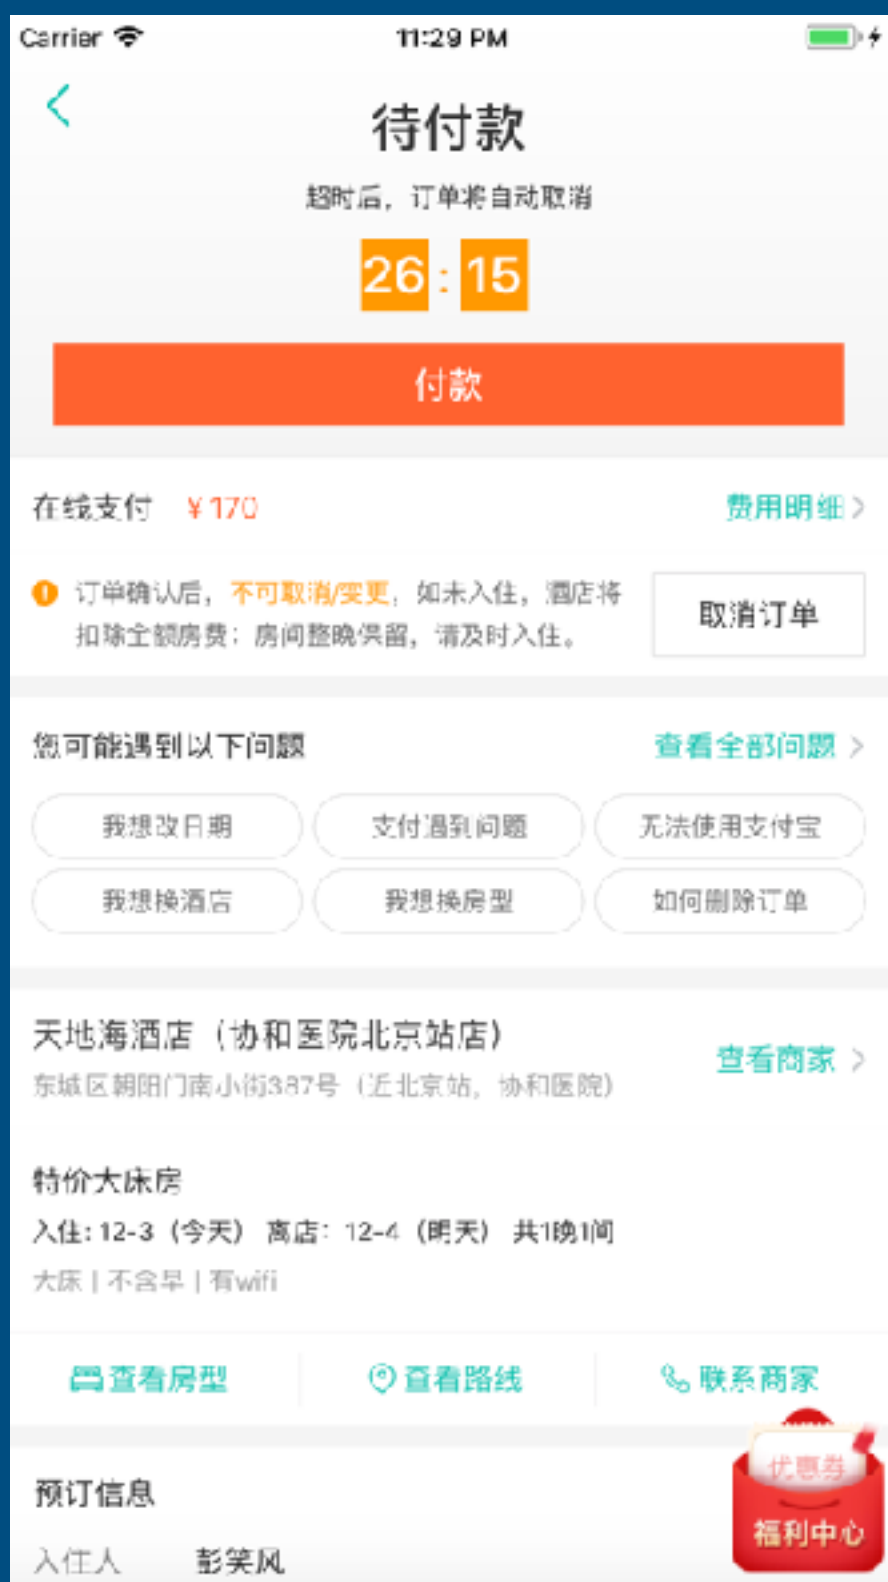 Carrier 11:29 PM
待付款
超时后，订单将自动取消
26:15
付款
在线支付 ¥170 费用明细
订单确认后，不可取消/变更，如未入住，酒店将
扣除全额房费；房间整晚保留，请及时入住。
取消订单
您可能遇到以下问题 查看全部问题
我想改日期 支付遇到问题 无法使用支付宝
我想换酒店 我想换房型 如何删除订单
天地海酒店（协和医院北京站店）
查看商家
东城区朝阳门南小街387号（近北京站，协和医院）
特价大床房
入住: 12-3（今天） 离店：12-4（明天） 共1晚1间
大床 | 不含早 | 有wifi
查看房型 查看路线 联系商家
预订信息
优惠券
福利中心
入住人 彭笑风